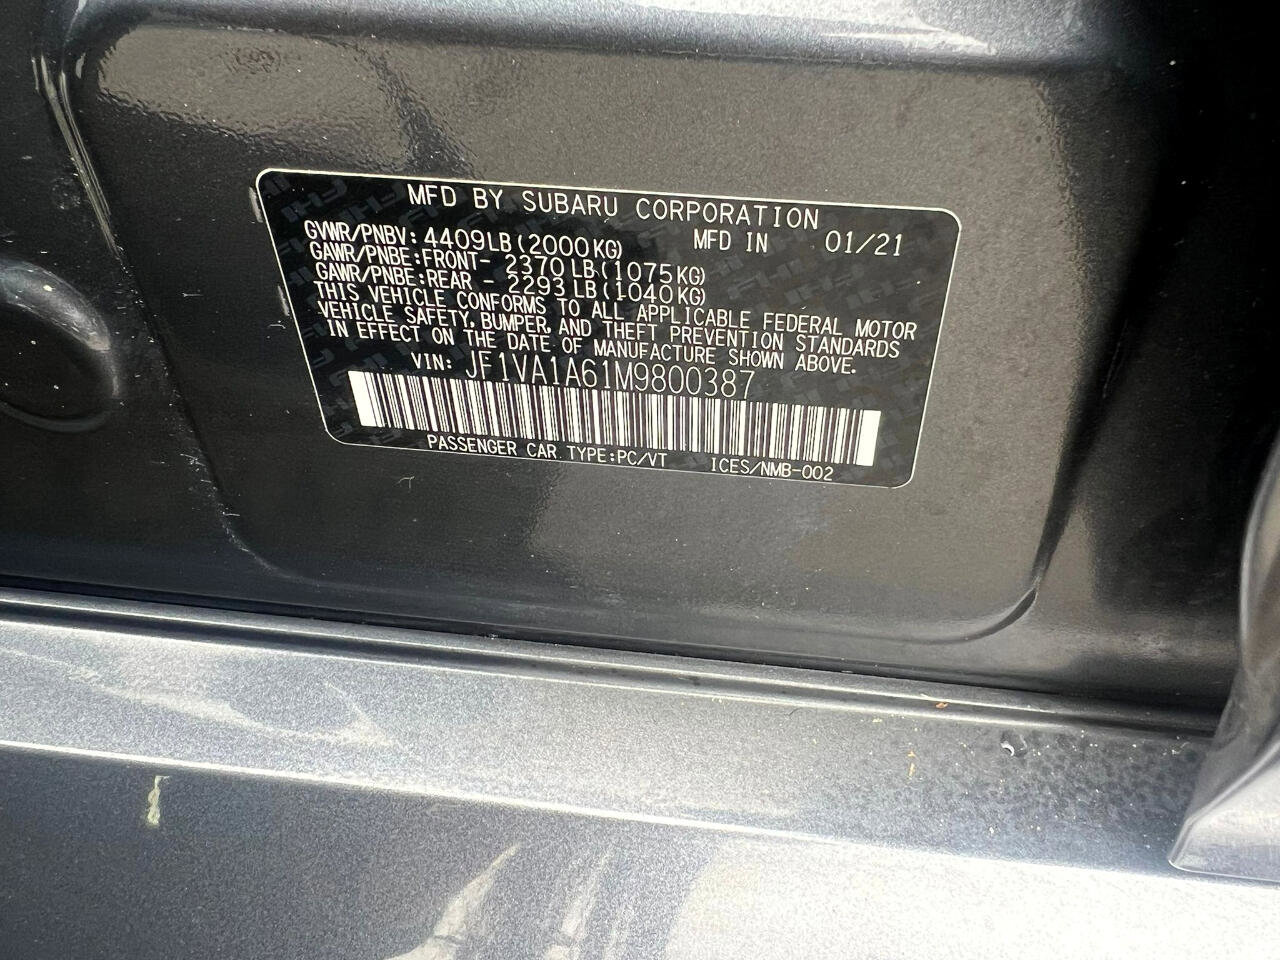 MFD BY SUBARU CORPORATION
GVWR/PNBV: 4409LB(2000KG) MFD IN 01/21
GAWR/PNBE:FRONT- 2370LB(1075KG)
GAWR/PNBE:REAR - 2293LB(1040KG)
THIS VEHICLE CONFORMS TO ALL APPLICABLE FEDERAL MOTOR
VEHICLE SAFETY, BUMPER, AND THEFT PREVENTION STANDARDS
IN EFFECT ON THE DATE OF MANUFACTURE SHOWN ABOVE.
VIN: JF1VA1A61M9800387
PASSENGER CAR TYPE:PC/VT ICES/NMB-002